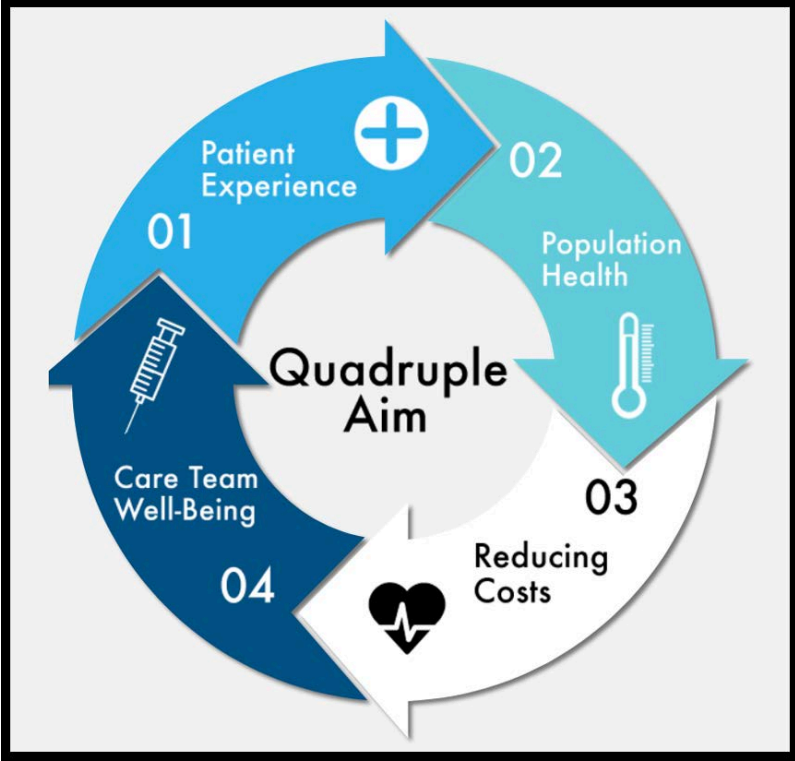 01
Patient
Experience
02
Population
Health
03
Reducing
Costs
04
Care Team
Well-Being
Quadruple
Aim